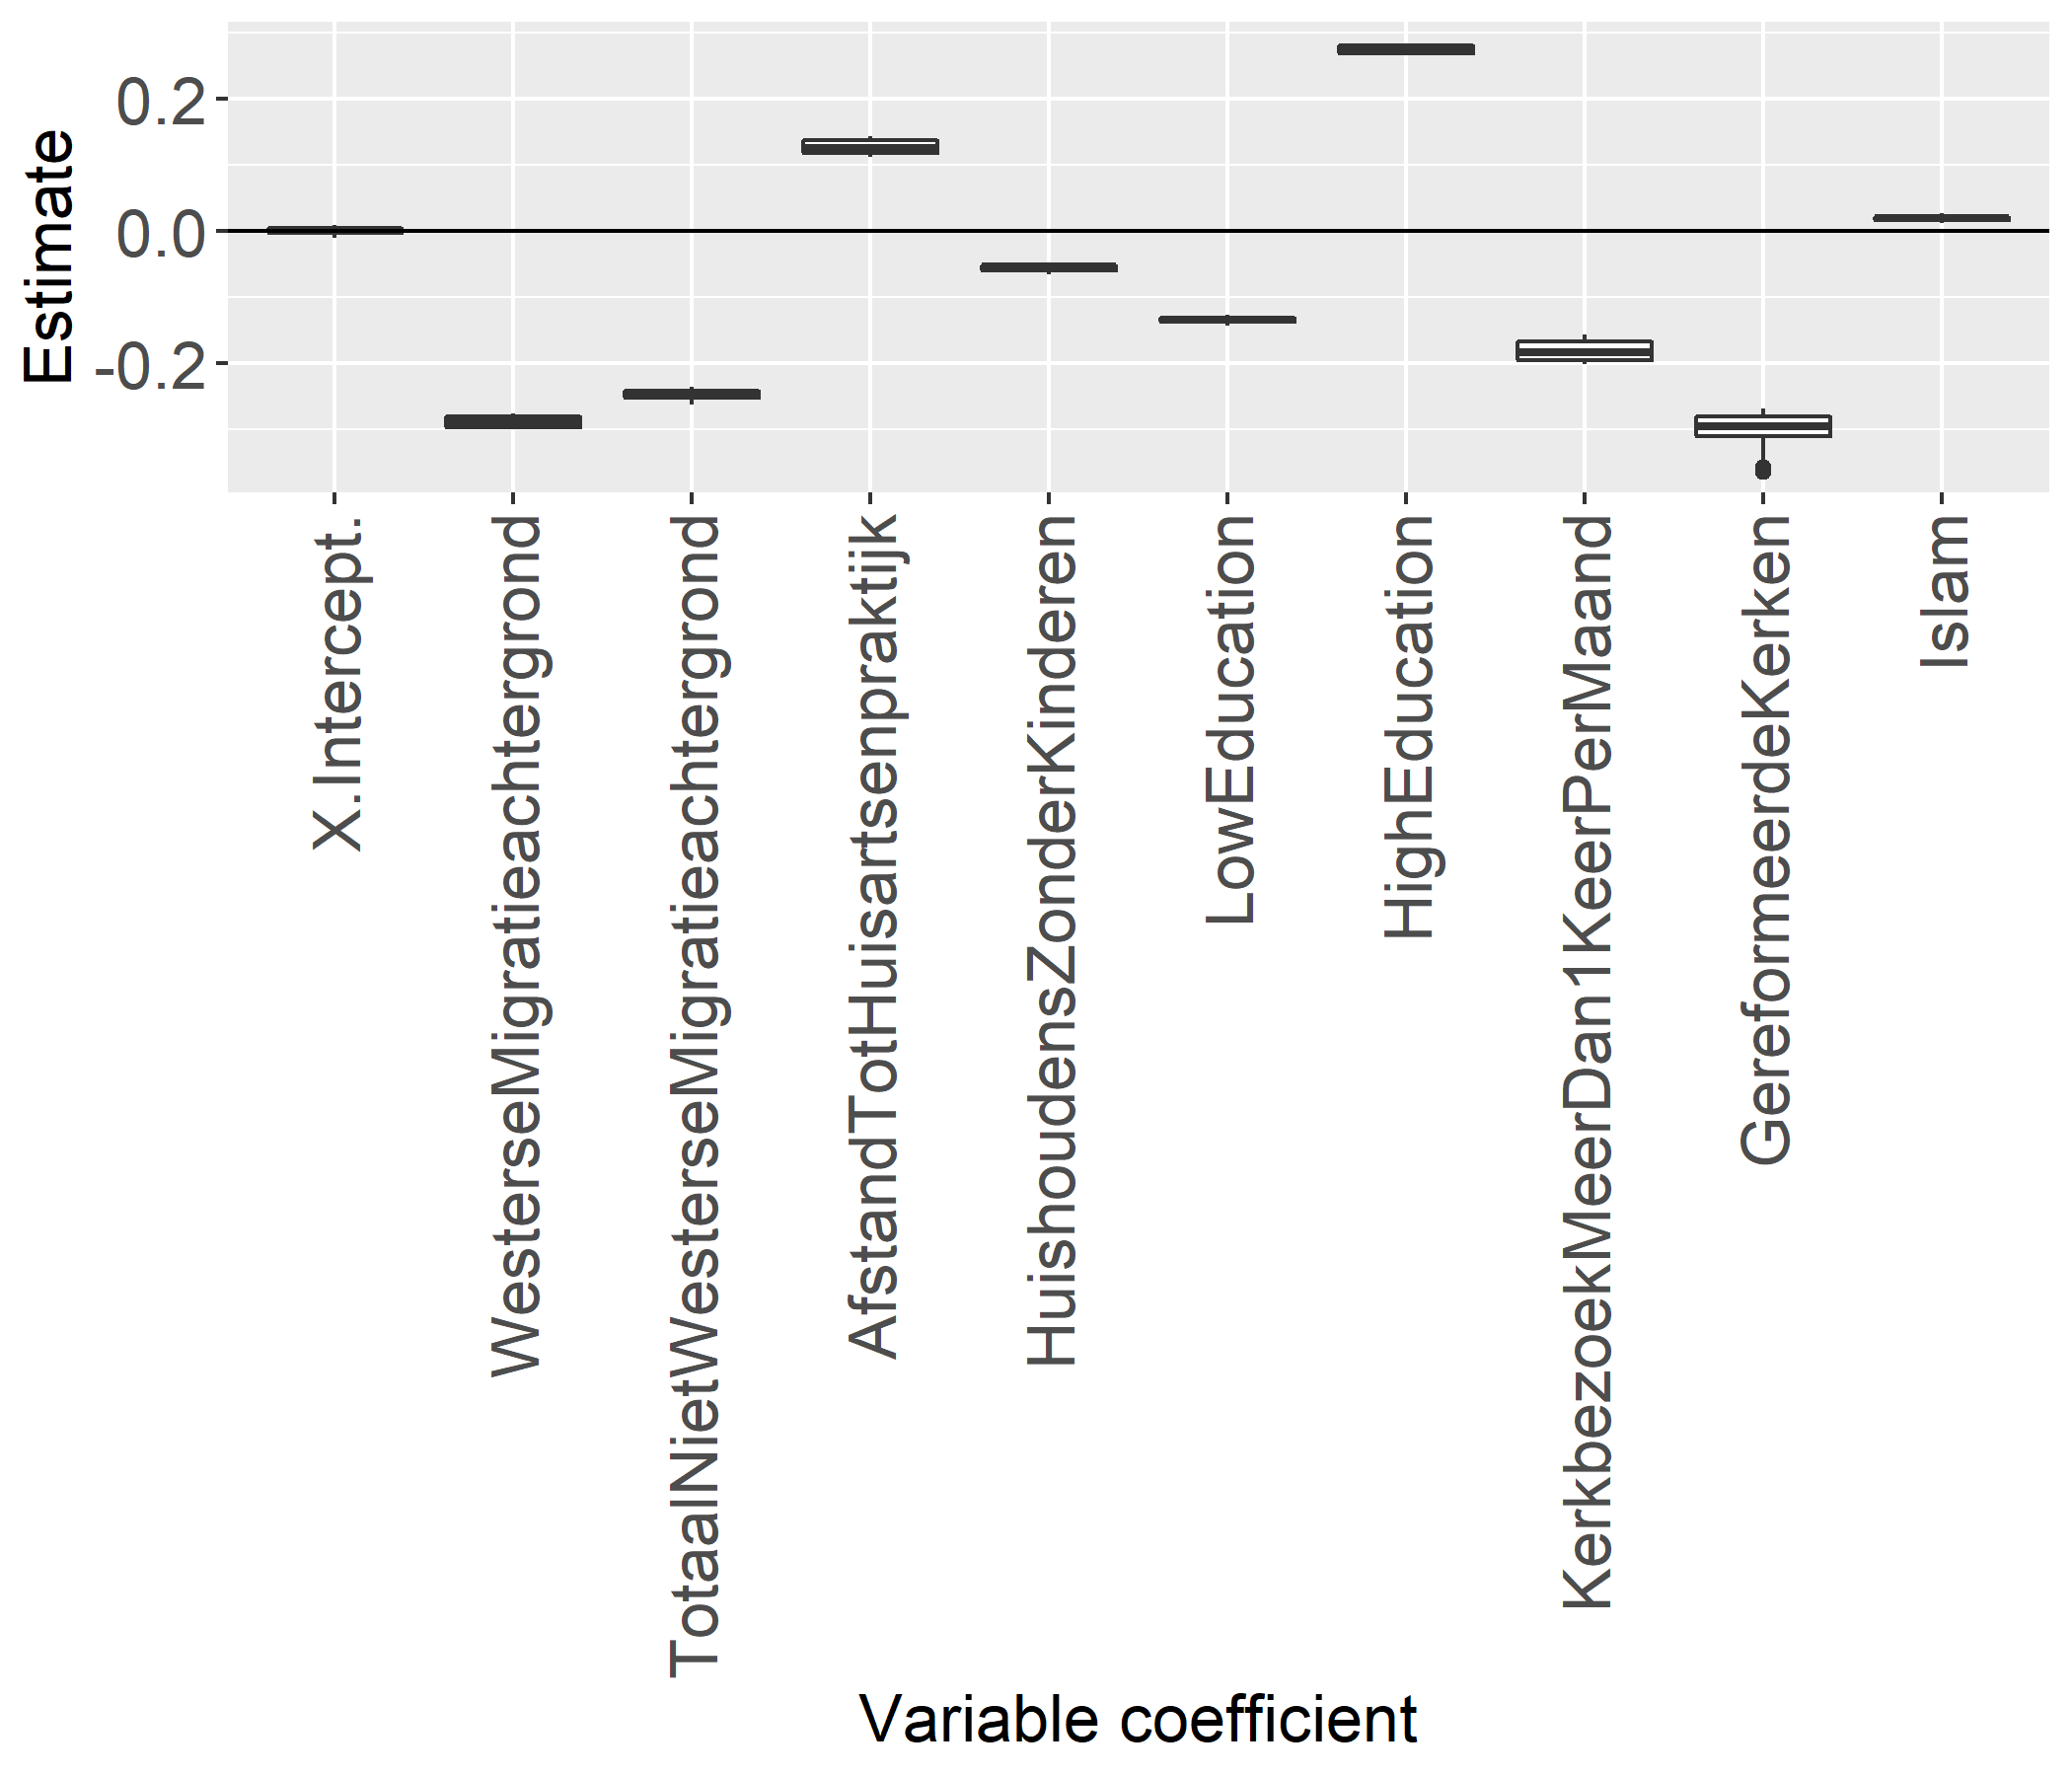 Estimate
0.2
0.0
-0.2
X.Intercept.
WesterseMigratieachtergrond
TotaalNietWesterseMigratieachtergrond
AfstandTotHuisartsenpraktijk
HuishoudensZonderKinderen
LowEducation
HighEducation
KerkbezoekMeerDan1KeerPerMaand
GereformeerdeKerken
Islam
Variable coefficient